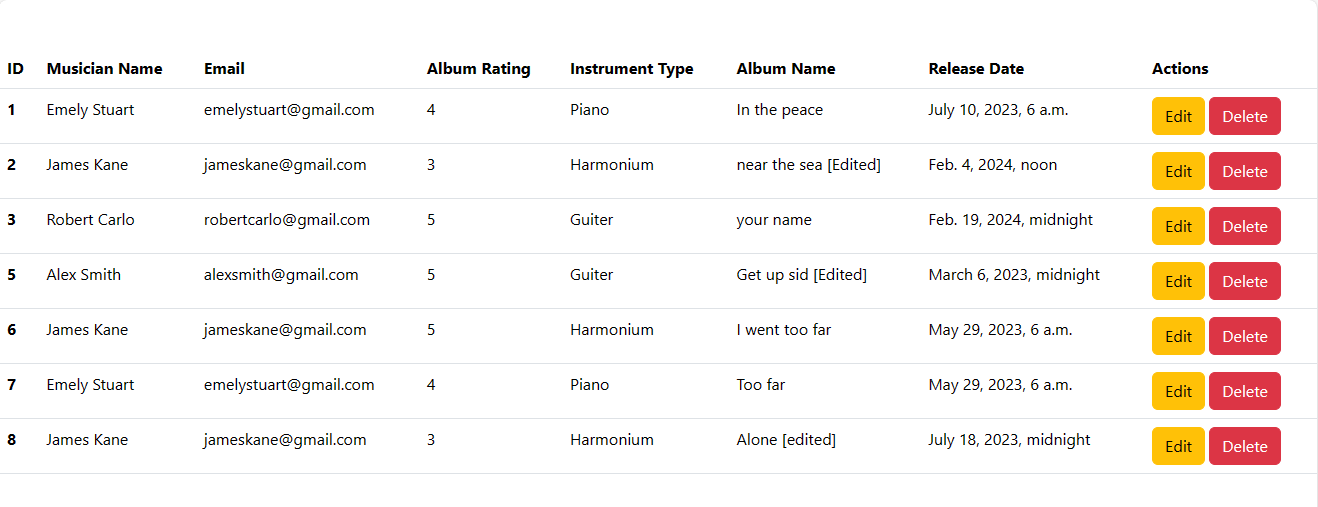 ID Musician Name Email Album Rating Instrument Type Album Name Release Date Actions
1 Emely Stuart emelystuart@gmail.com 4 Piano In the peace July 10, 2023, 6 a.m. Edit Delete
2 James Kane jameskane@gmail.com 3 Harmonium near the sea [Edited] Feb. 4, 2024, noon Edit Delete
3 Robert Carlo robertcarlo@gmail.com 5 Guiter your name Feb. 19, 2024, midnight Edit Delete
5 Alex Smith alexsmith@gmail.com 5 Guiter Get up sid [Edited] March 6, 2023, midnight Edit Delete
6 James Kane jameskane@gmail.com 5 Harmonium I went too far May 29, 2023, 6 a.m. Edit Delete
7 Emely Stuart emelystuart@gmail.com 4 Piano Too far May 29, 2023, 6 a.m. Edit Delete
8 James Kane jameskane@gmail.com 3 Harmonium Alone [edited] July 18, 2023, midnight Edit Delete